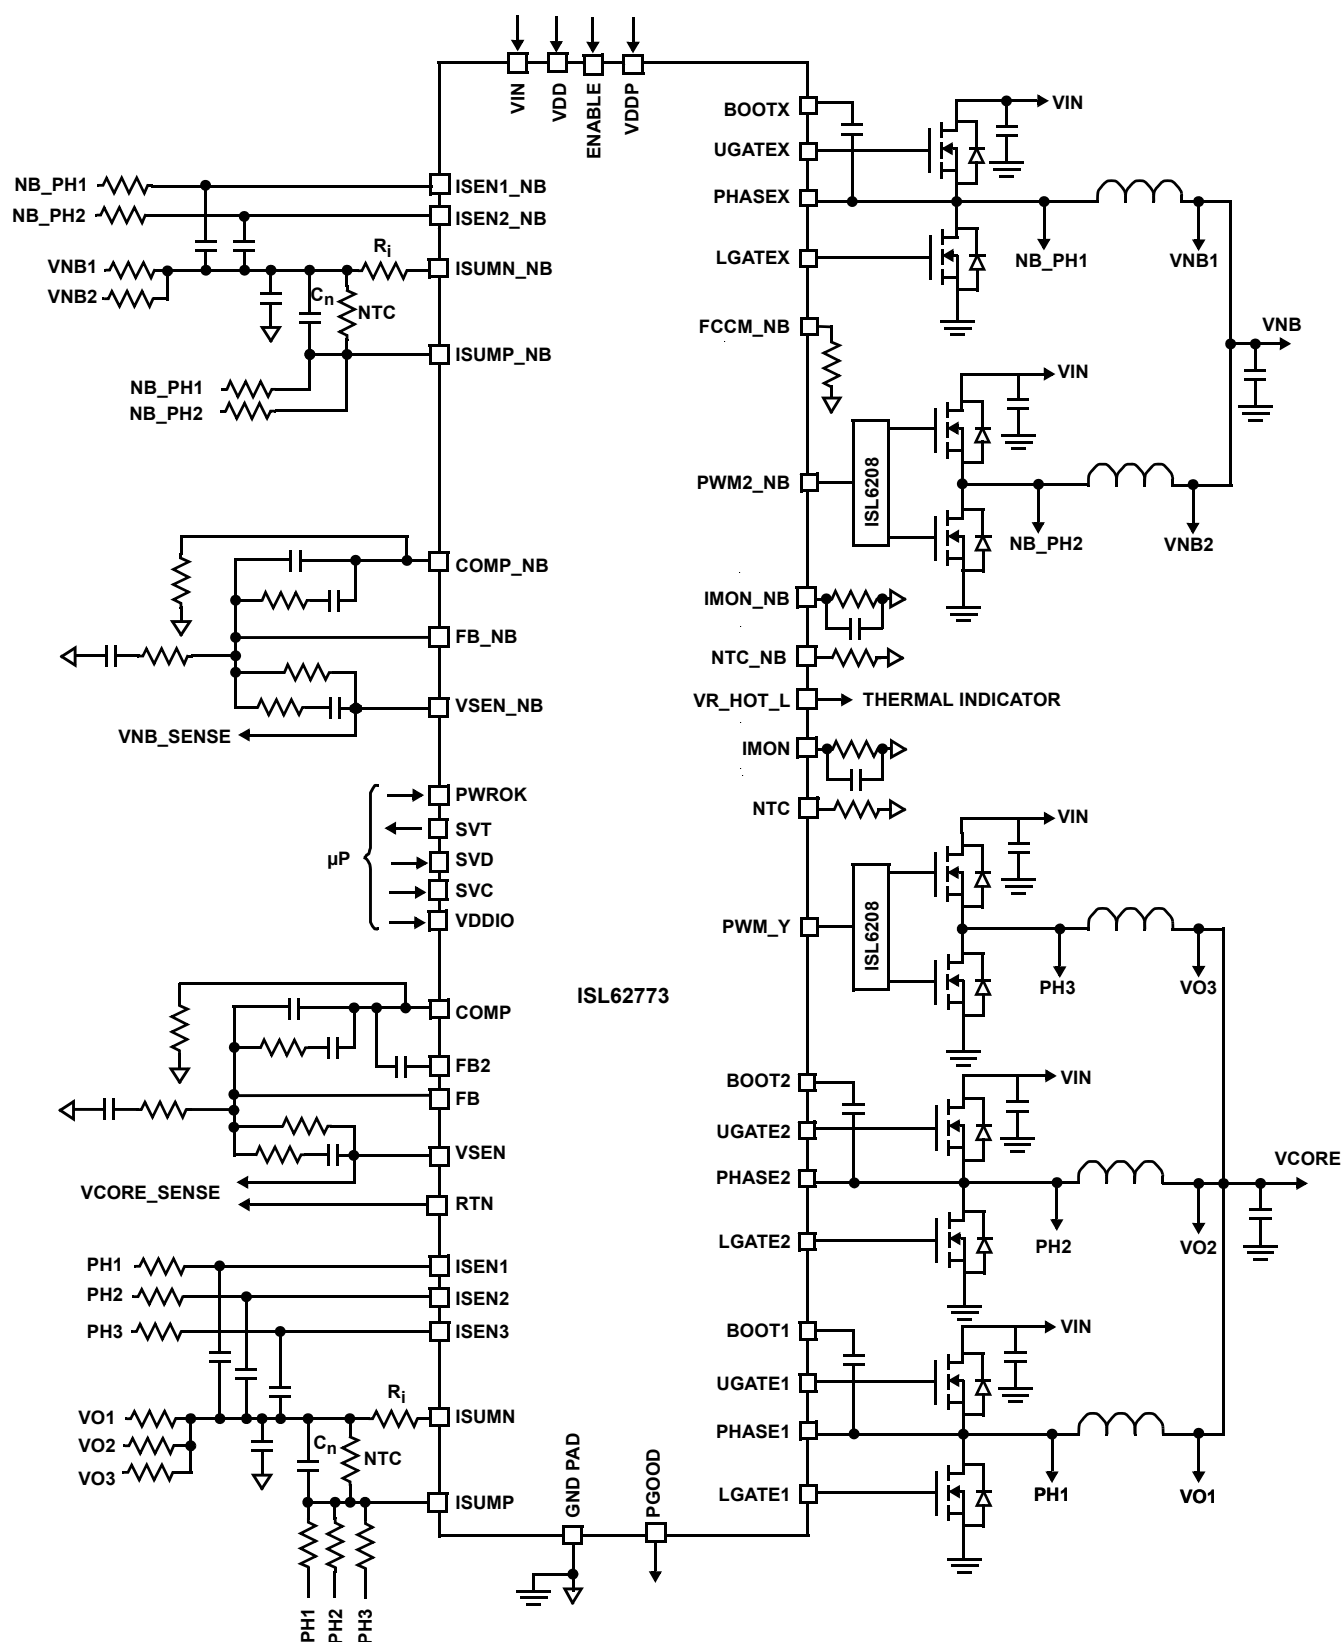 VIN
VDD
ENABLE
VDDP
BOOTX
VIN
UGATEX
NB_PH1
ISEN1_NB
PHASEX
NB_PH2
ISEN2_NB
Ri
VNB1
ISUMN_NB
LGATEX
NB_PH1
VNB1
VNB2
Cn
NTC
FCCM_NB
VNB
ISUMP_NB
NB_PH1
VIN
NB_PH2
PWM2_NB
ISL6208
NB_PH2
VNB2
COMP_NB
IMON_NB
FB_NB
NTC_NB
VR_HOT_L
THERMAL INDICATOR
VSEN_NB
VNB_SENSE
IMON
PWROK
NTC
VIN
SVT
µP
SVD
SVC
VDDIO
PWM_Y
ISL6208
PH3
VO3
ISL62773
COMP
FB2
BOOT2
VIN
FB
UGATE2
VSEN
VCORE
PHASE2
VCORE_SENSE
RTN
LGATE2
PH2
VO2
PH1
ISEN1
PH2
ISEN2
PH3
ISEN3
BOOT1
VIN
UGATE1
Ri
VO1
ISUMN
PHASE1
VO2
Cn
NTC
VO3
ISUMP
LGATE1
PH1
VO1
GND PAD
PGOOD
PH1
PH2
PH3